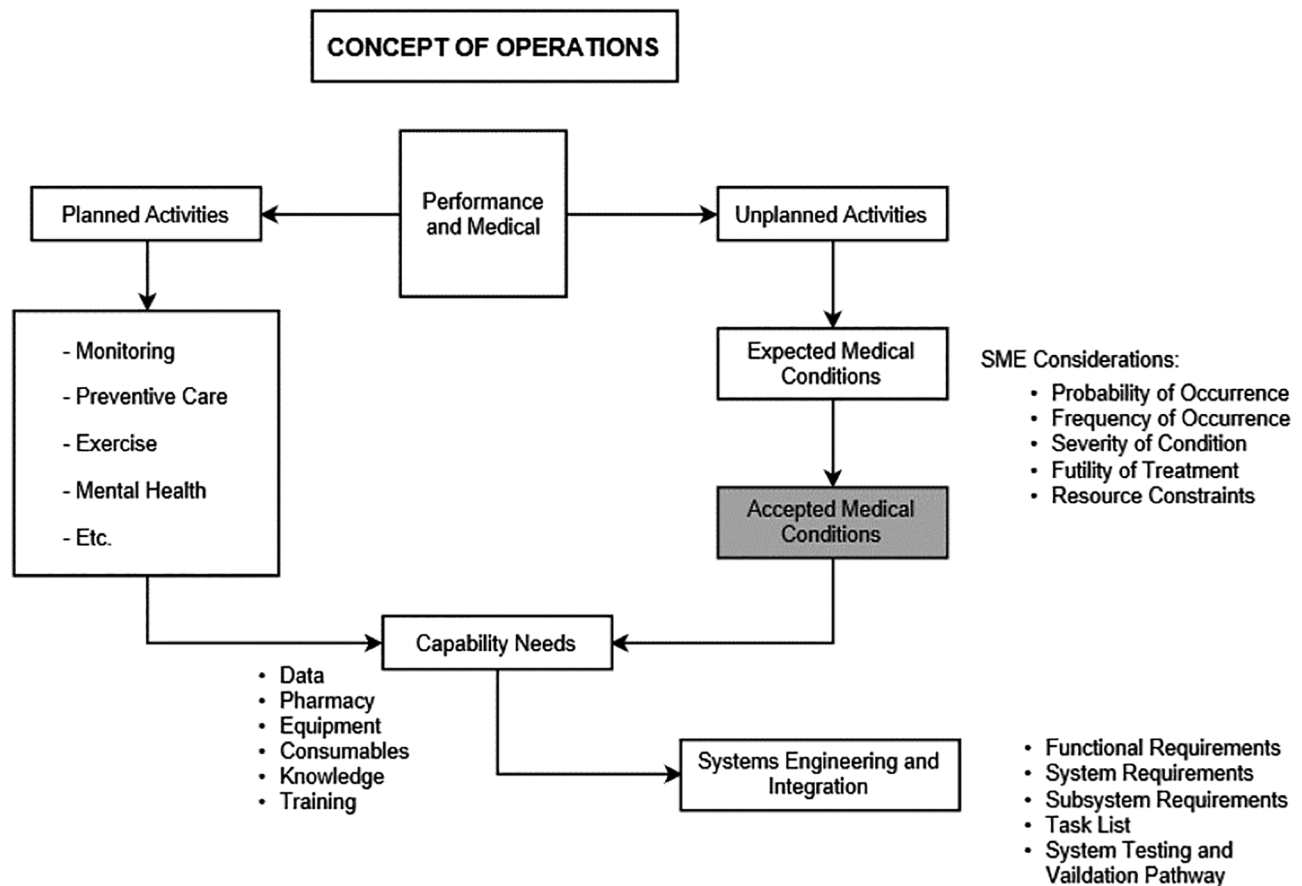 CONCEPT OF OPERATIONS
Performance
and Medical
Planned Activities
Unplanned Activities
- Monitoring
- Preventive Care
- Exercise
- Mental Health
- Etc.
Expected Medical
Conditions
SME Considerations:
• Probability of Occurrence
• Frequency of Occurrence
• Severity of Condition
• Futility of Treatment
• Resource Constraints
Accepted Medical
Conditions
Capability Needs
• Data
• Pharmacy
• Equipment
• Consumables
• Knowledge
• Training
Systems Engineering and
Integration
• Functional Requirements
• System Requirements
• Subsystem Requirements
• Task List
• System Testing and
Vaildation Pathway